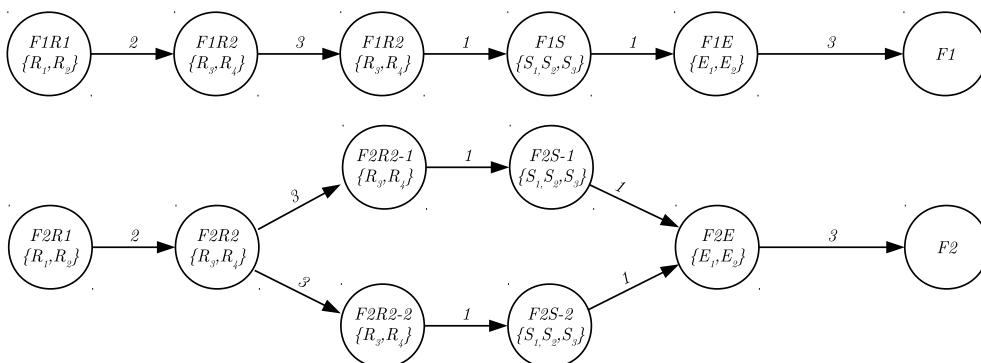 2 3 1 1 3
F1R1 F1R2 F1R2 F1S F1E F1
{R1,R2} {R3,R4} {R3,R4} {S1,S2,S3} {E1,E2}
F2R2-1 1 F2S-1
{R3,R4} {S1,S2,S3}
3 1
F2R1 2 F2R2 F2E 3 F2
{R1,R2} {R3,R4} {E1,E2}
3 1
F2R2-2 1 F2S-2
{R3,R4} {S1,S2,S3}